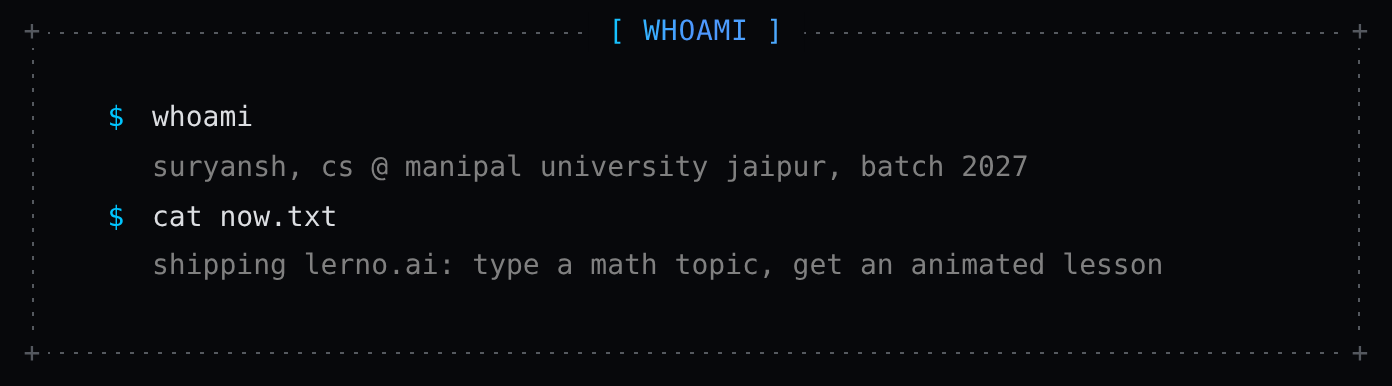 [ WHOAMI ]
$ whoami
suryansh, cs @ manipal university jaipur, batch 2027
$ cat now.txt
shipping lerno.ai: type a math topic, get an animated lesson